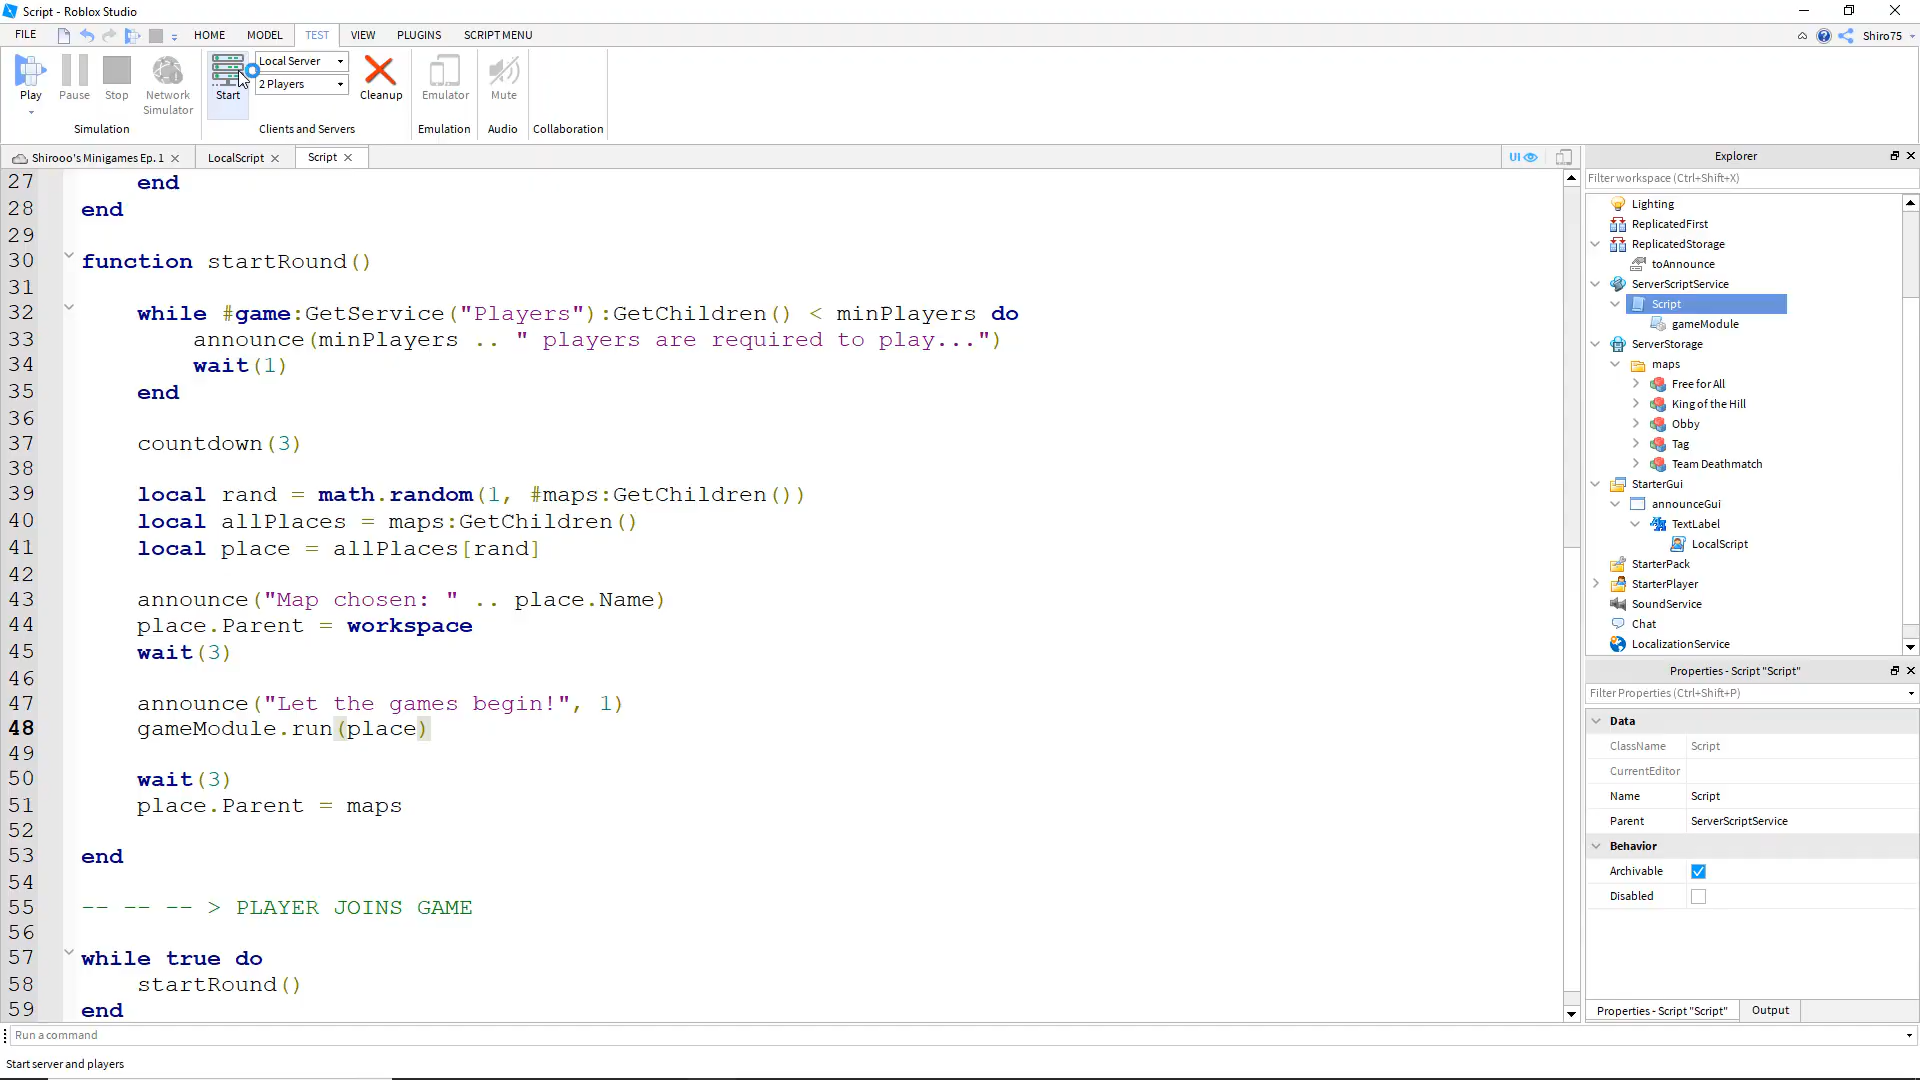 Script - Roblox Studio
FILE HOME MODEL TEST VIEW PLUGINS SCRIPT MENU Shiro75
Play Pause Stop Network Simulator Start Local Server 2 Players Cleanup Emulator Mute
Simulation Clients and Servers Emulation Audio Collaboration
Shirooo's Minigames Ep. 1 LocalScript Script UI
27 end
28 end
29
30 function startRound()
31
32 while #game:GetService("Players"):GetChildren() < minPlayers do
33 announce(minPlayers .. " players are required to play...")
34 wait(1)
35 end
36
37 countdown(3)
38
39 local rand = math.random(1, #maps:GetChildren())
40 local allPlaces = maps:GetChildren()
41 local place = allPlaces[rand]
42
43 announce("Map chosen: " .. place.Name)
44 place.Parent = workspace
45 wait(3)
46
47 announce("Let the games begin!", 1)
48 gameModule.run(place)
49
50 wait(3)
51 place.Parent = maps
52
53 end
54
55 -- -- -- > PLAYER JOINS GAME
56
57 while true do
58 startRound()
59 end
Explorer
Filter workspace (Ctrl+Shift+X)
Lighting
ReplicatedFirst
ReplicatedStorage
toAnnounce
ServerScriptService
Script
gameModule
ServerStorage
maps
Free for All
King of the Hill
Obby
Tag
Team Deathmatch
StarterGui
announceGui
TextLabel
LocalScript
StarterPack
StarterPlayer
SoundService
Chat
LocalizationService
Properties - Script "Script"
Filter Properties (Ctrl+Shift+P)
Data
ClassName Script
CurrentEditor
Name Script
Parent ServerScriptService
Behavior
Archivable
Disabled
Properties - Script "Script" Output
Run a command
Start server and players